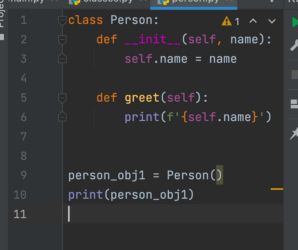 main.py
classes.py
person.py
Project
1 class Person:
1
2 def __init__(self, name):
3 self.name = name
4
5 def greet(self):
6 print(f'{self.name}')
7
8
9 person_obj1 = Person()
10 print(person_obj1)
11